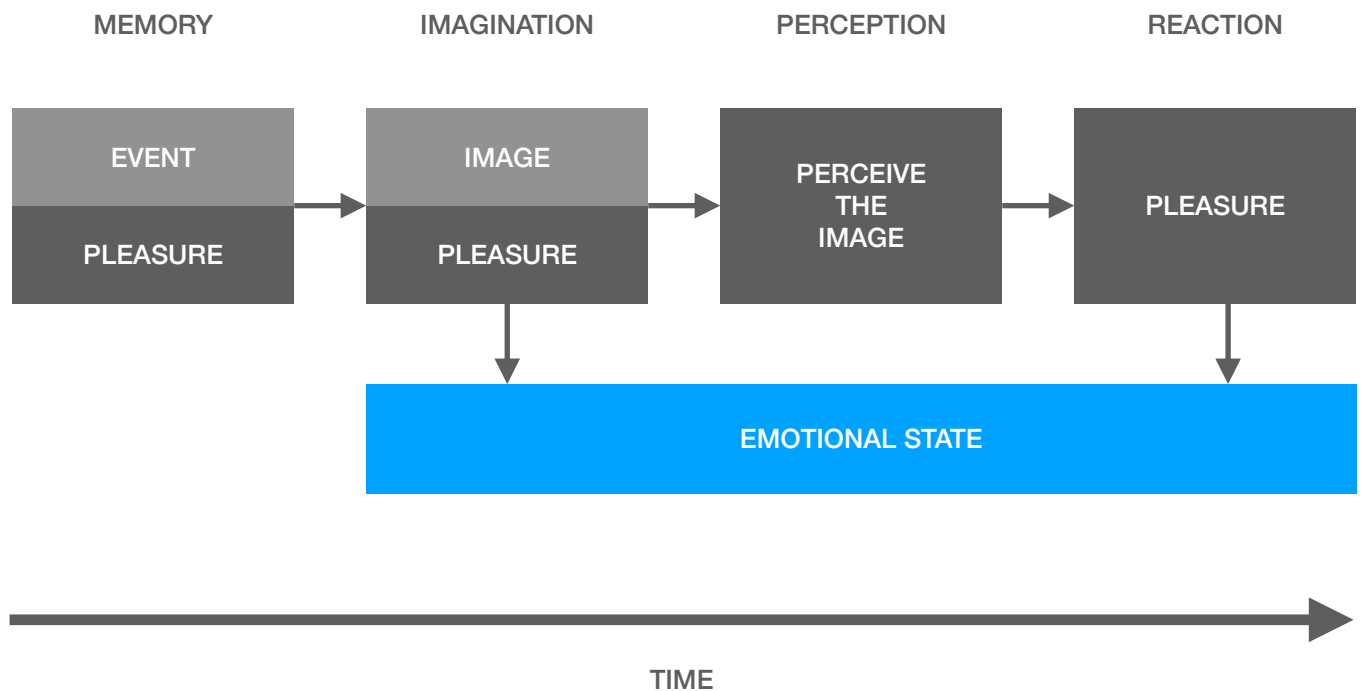 MEMORY
IMAGINATION
PERCEPTION
REACTION
EVENT
PLEASURE
IMAGE
PLEASURE
PERCEIVE
THE
IMAGE
PLEASURE
EMOTIONAL STATE
TIME